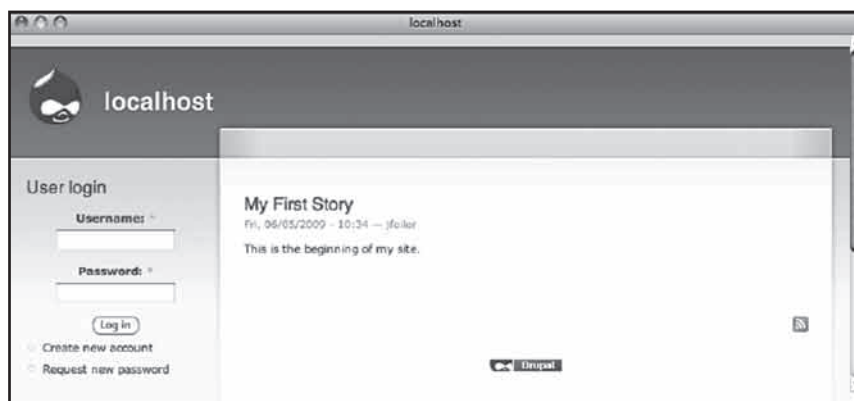 localhost
localhost
User login
Username: *
Password: *
Log in
Create new account
Request new password
My First Story
Fri, 06/05/2009 - 10:34 — jfeiler
This is the beginning of my site.
Drupal